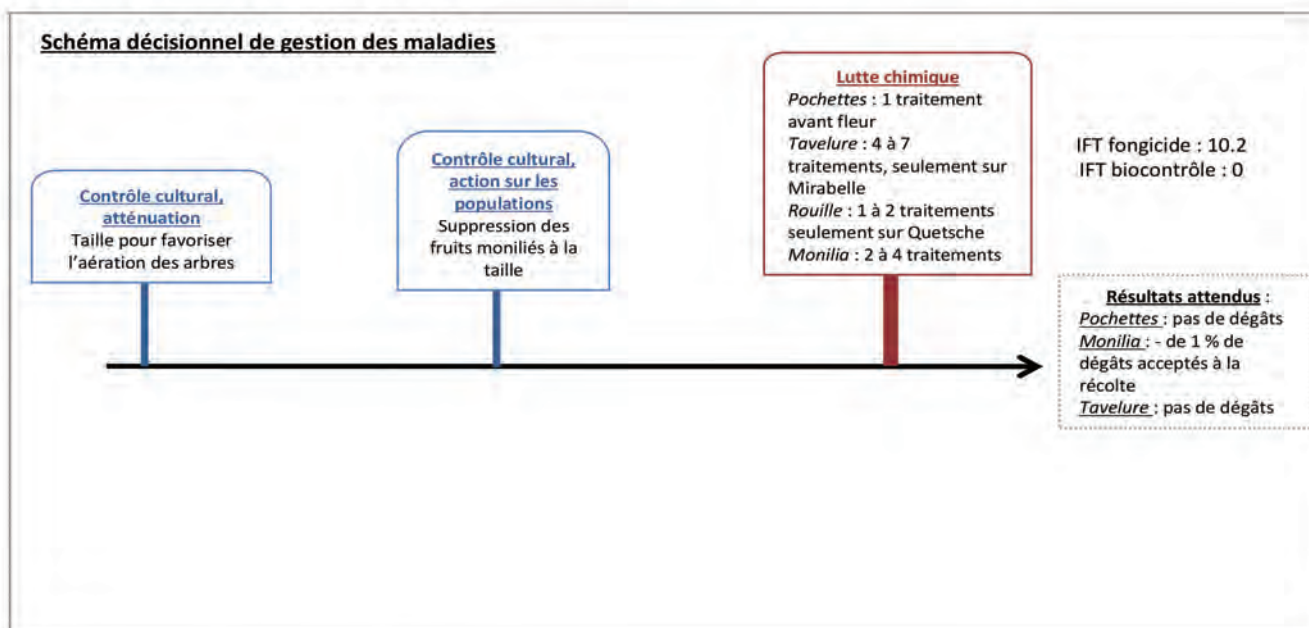 Schéma décisionnel de gestion des maladies
Contrôle cultural,
atténuation
Taille pour favoriser
l'aération des arbres
Contrôle cultural,
action sur les
populations
Suppression des
fruits moniliés à la
taille
Lutte chimique
Pochettes : 1 traitement
avant fleur
Tavelure : 4 à 7
traitements, seulement sur
Mirabelle
Rouille : 1 à 2 traitements
seulement sur Quetsche
Monilia : 2 à 4 traitements
IFT fongicide : 10.2
IFT biocontrôle : 0
Résultats attendus :
Pochettes : pas de dégâts
Monilia : - de 1 % de
dégâts acceptés à la
récolte
Tavelure : pas de dégâts